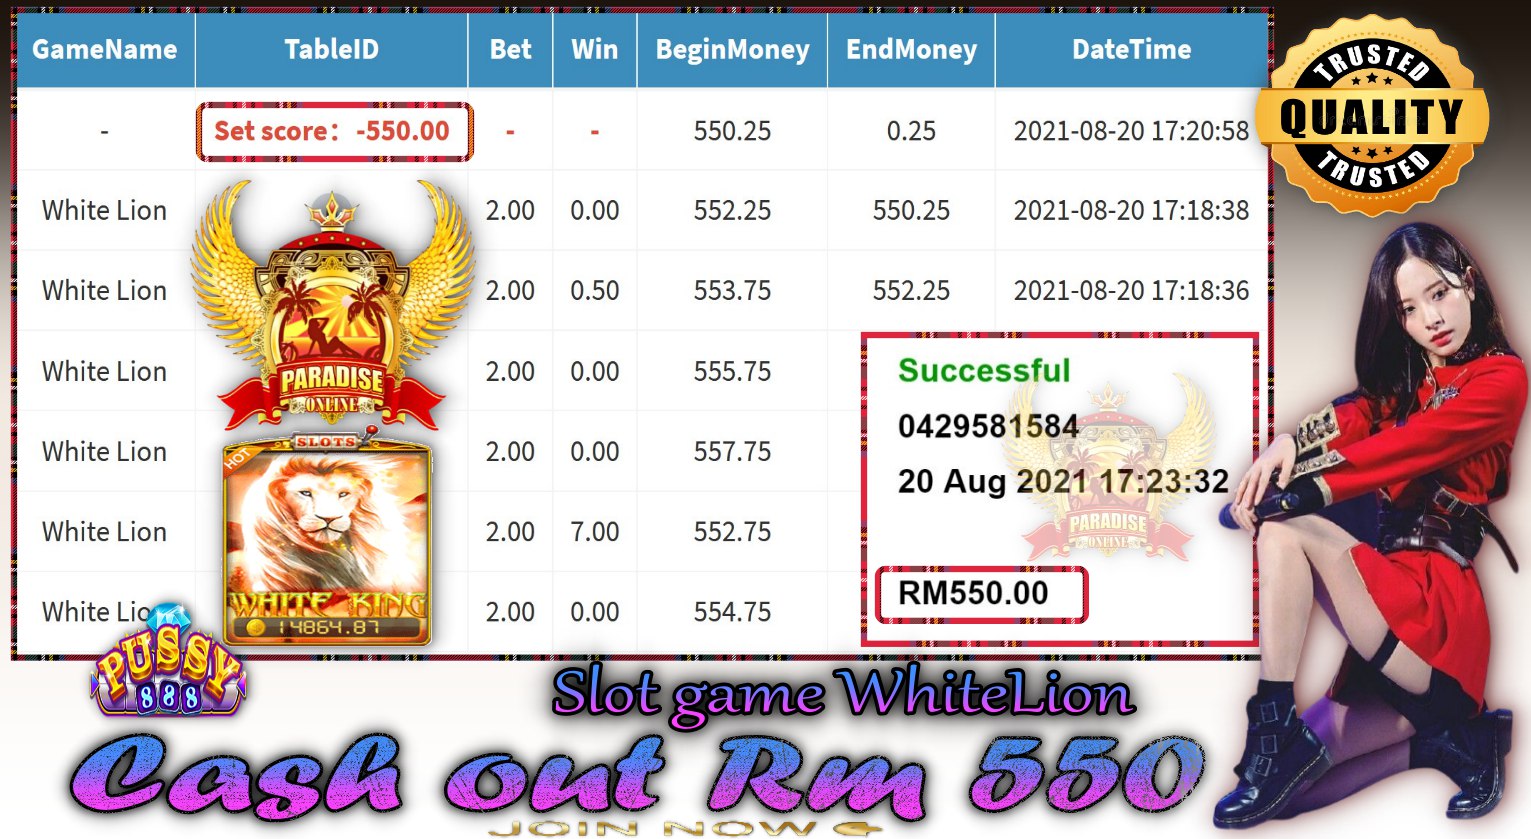 GameName TableID Bet Win BeginMoney EndMoney DateTime
- Set score：-550.00 - - 550.25 0.25 2021-08-20 17:20:58
White Lion 2.00 0.00 552.25 550.25 2021-08-20 17:18:38
White Lion 2.00 0.50 553.75 552.25 2021-08-20 17:18:36
White Lion 2.00 0.00 555.75
White Lion 2.00 0.00 557.75
White Lion 2.00 7.00 552.75
White Lio 2.00 0.00 554.75
TRUSTED
QUALITY
TRUSTED
PARADISE
ONLINE
SLOTS
HOT
WHITE KING
14864.87
Successful
0429581584
20 Aug 2021 17:23:32
PARADISE
ONLINE
RM550.00
PUSSY
888
Slot game WhiteLion
Cash out Rm 550
JOIN NOW